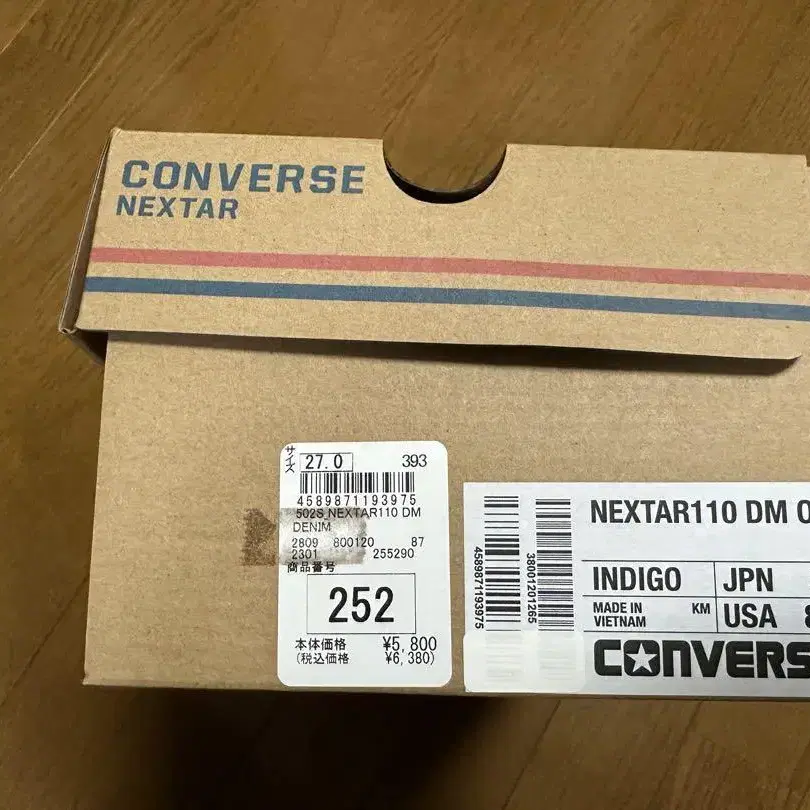 CONVERSE
NEXTAR
サイズ
27.0
393
4589871193975
502S_NEXTAR110 DM
DENIM
2809 800120 87
2301 255290
商品番号
252
本体価格 ¥5,800
(税込価格 ¥6,380)
4589871193975
38001201265
NEXTAR110 DM
INDIGO
JPN
MADE IN
VIETNAM
KM
USA
CONVERS